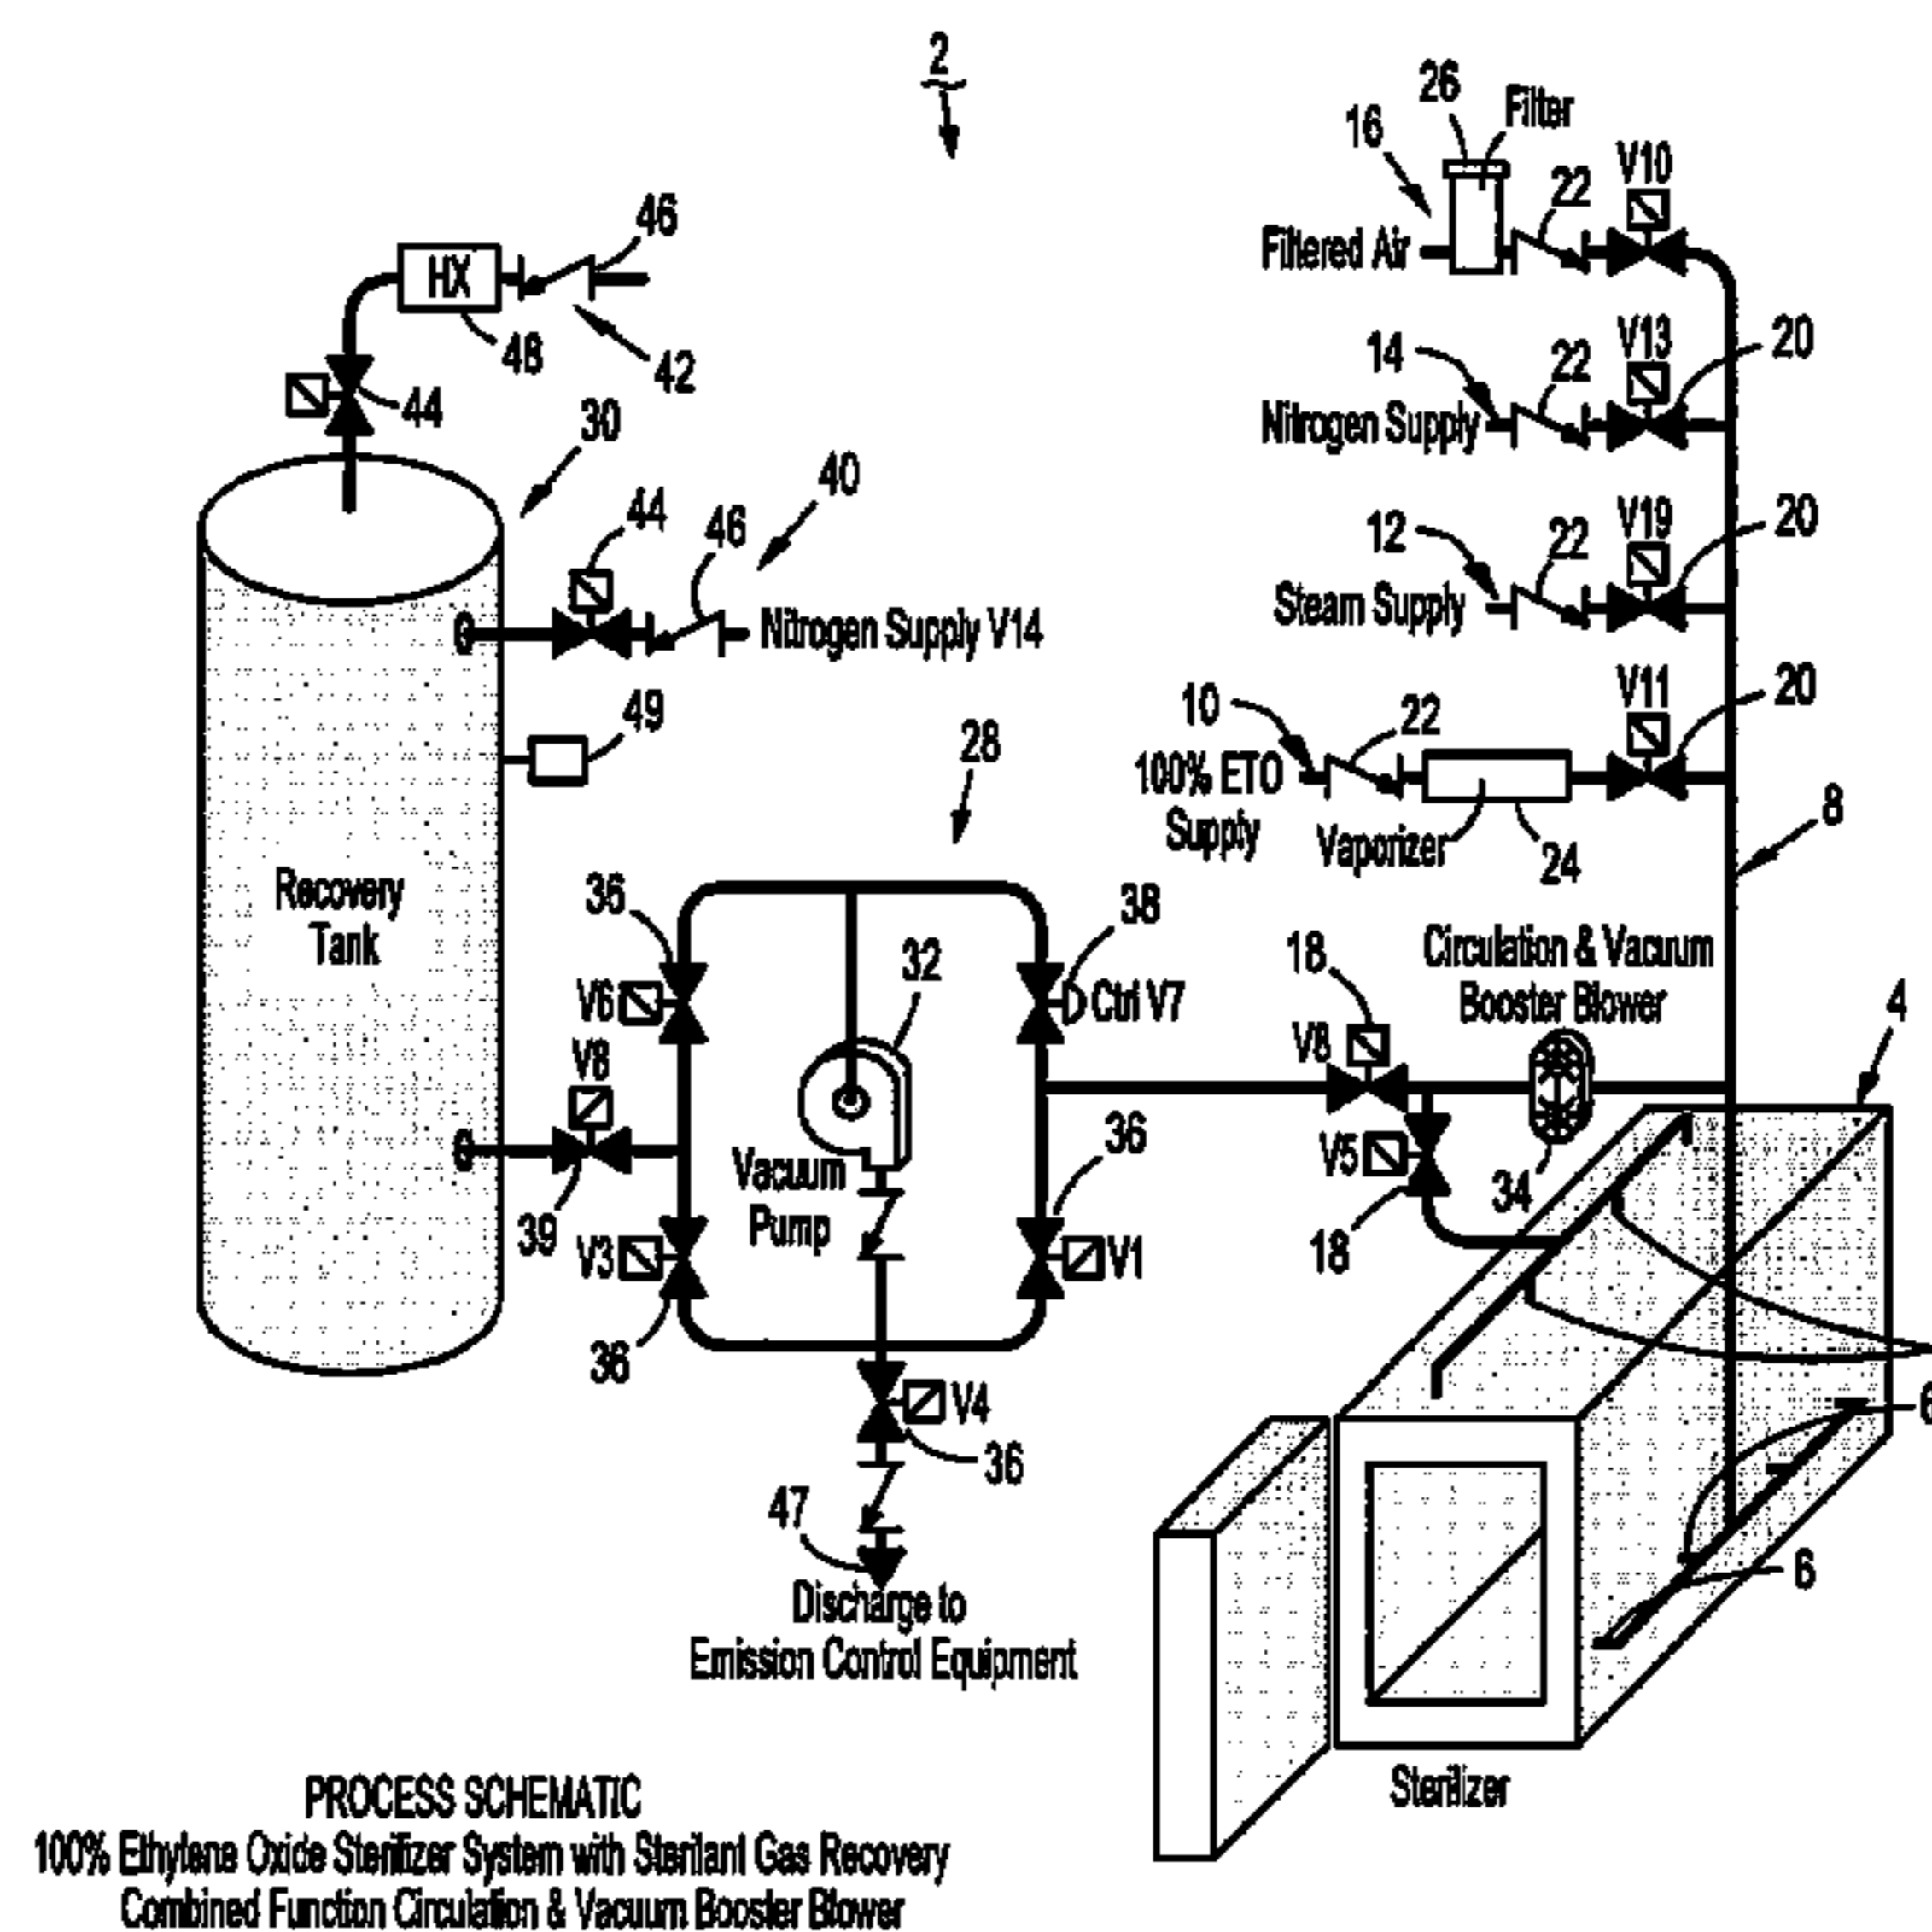 2
26
Filter
16
22
V10
Filtered Air
46
HX
48
42
44
30
14
22
V13
20
Nitrogen Supply
40
44
46
12
22
V19
20
Steam Supply
Nitrogen Supply V14
49
28
10
22
V11
20
100% ETO
Supply
Vaporizer
24
8
Recovery
Tank
36
32
38
18
Circulation & Vacuum
Booster Blower
4
V6
Ctrl V7
V8
V8
36
V5
34
Vacuum
Pump
39
V3
V1
18
36
V4
36
47
6
6
Discharge to
Emission Control Equipment
Sterilizer
PROCESS SCHEMATIC
100% Ethylene Oxide Sterilizer System with Sterilant Gas Recovery
Combined Function Circulation & Vacuum Booster Blower